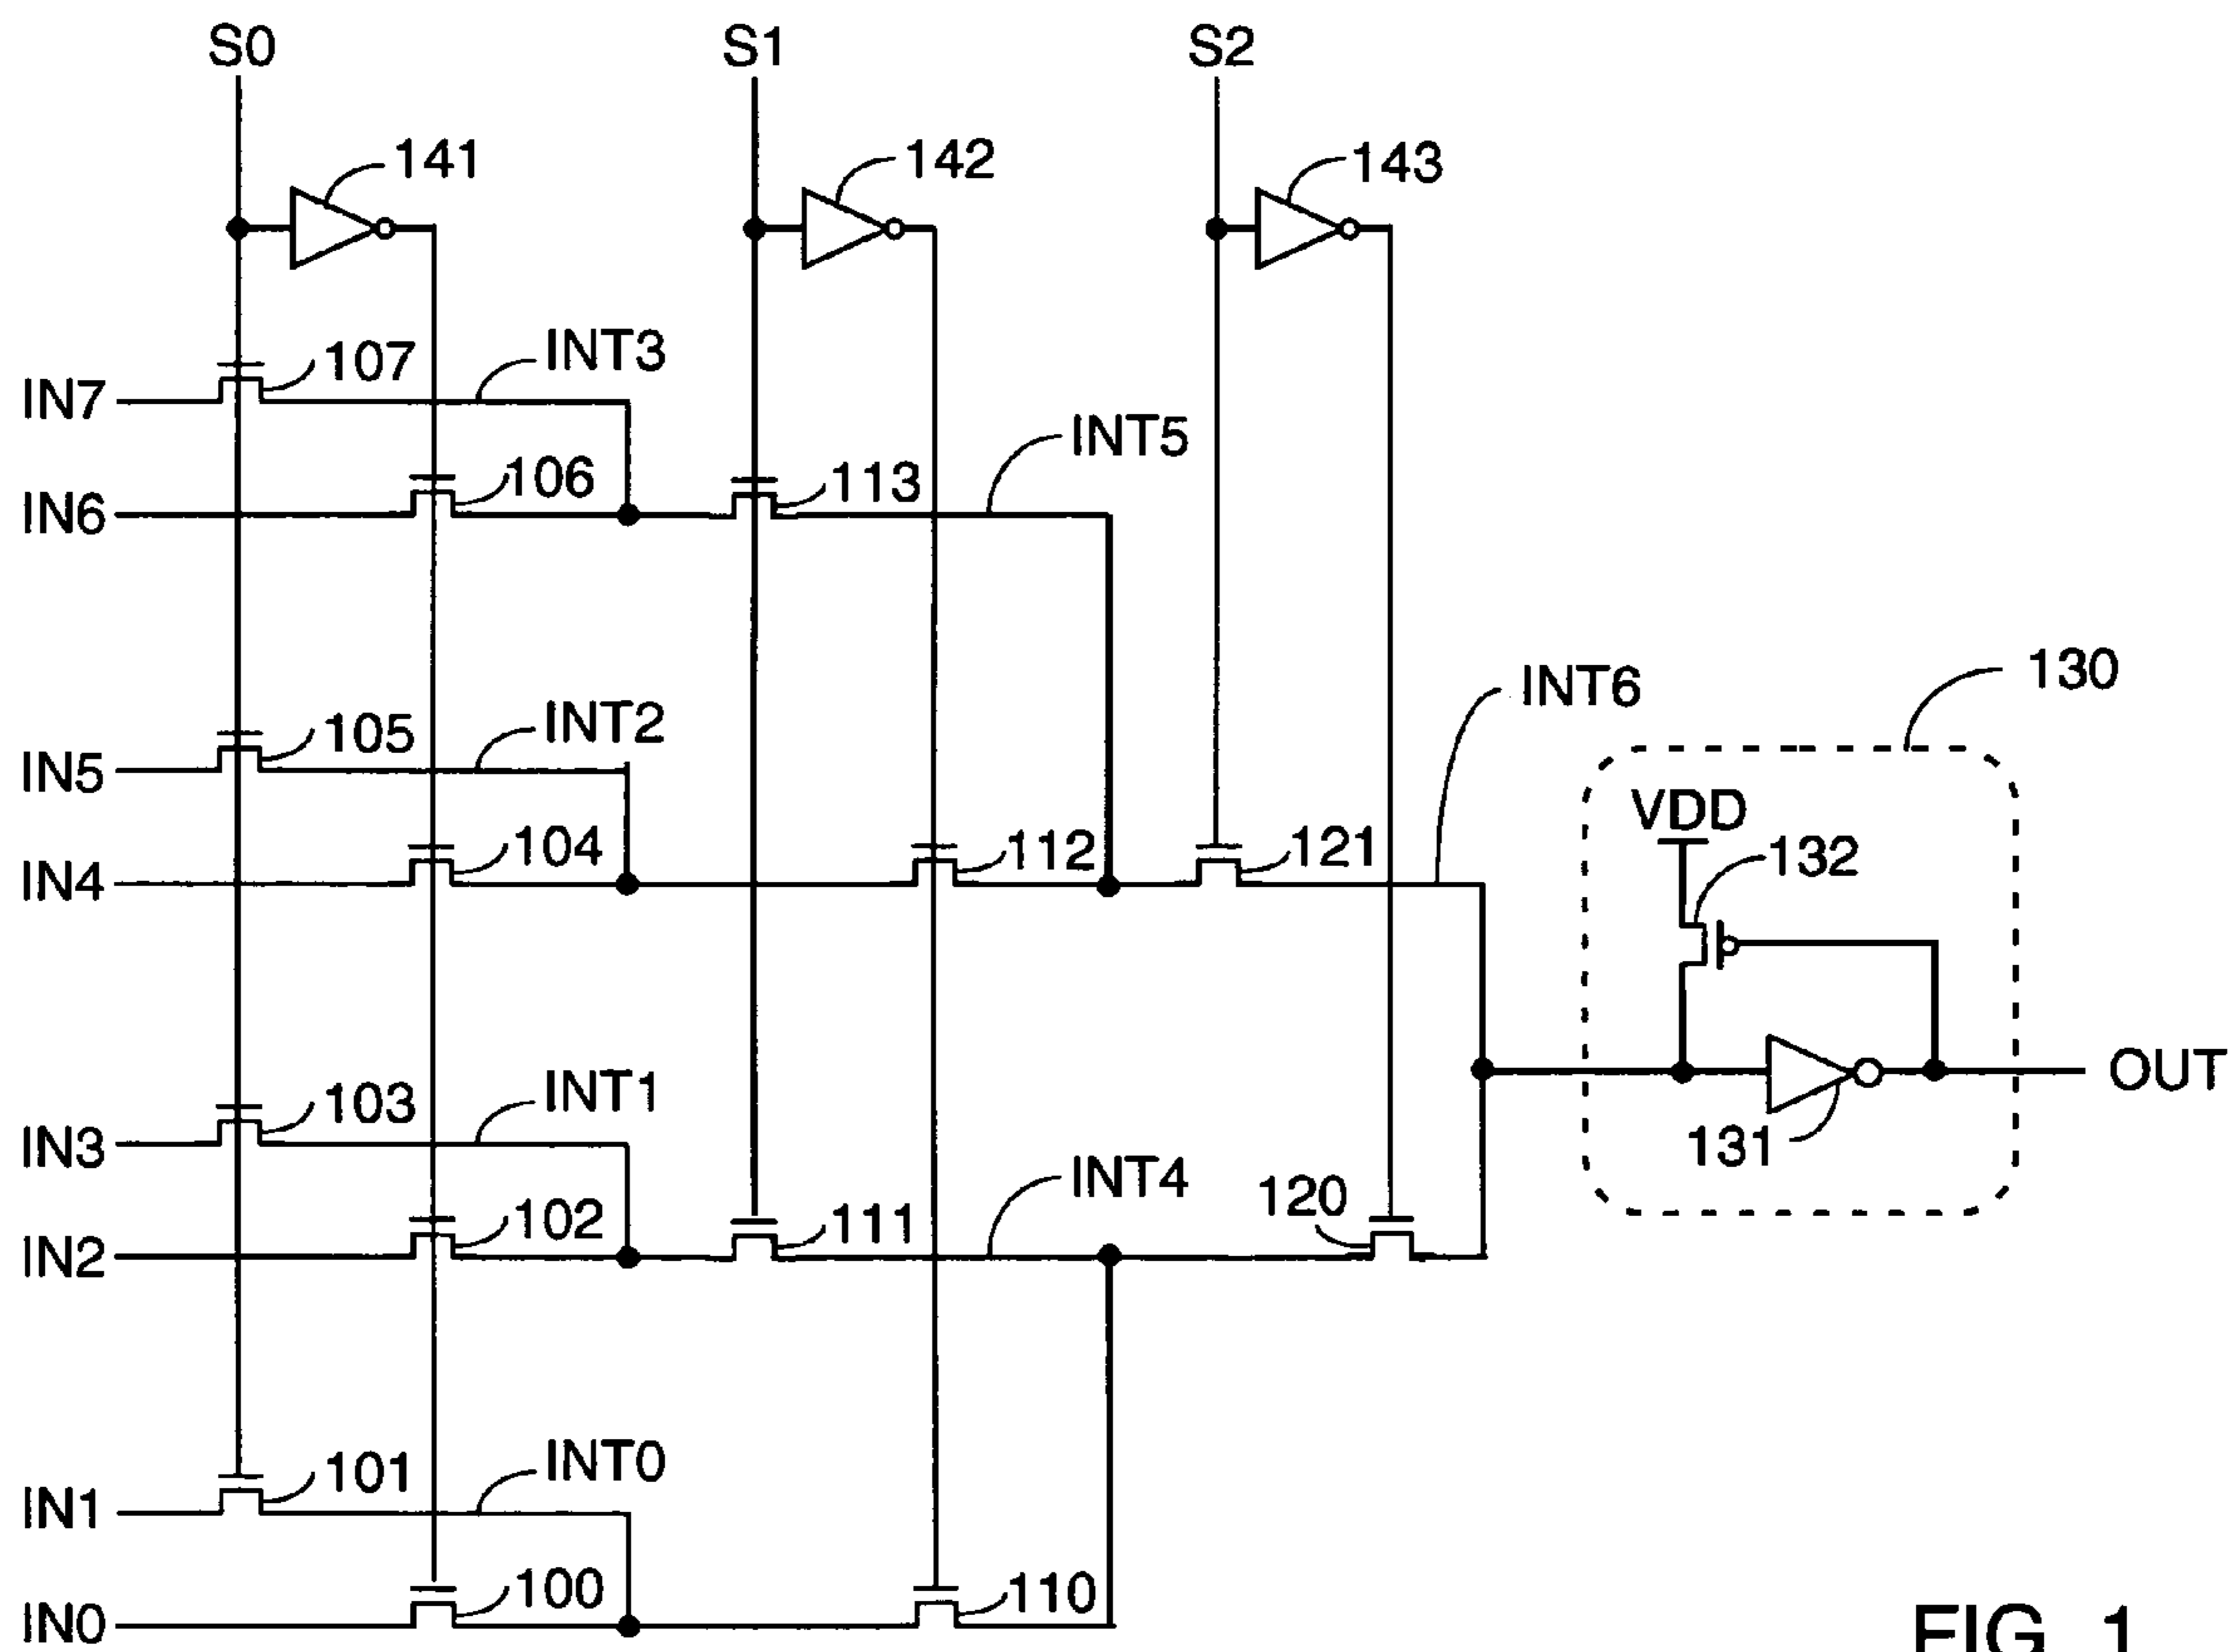 S0 S1 S2
141 142 143
107 INT3
IN7
INT5
106 113
IN6
130
INT6
105 INT2
IN5
VDD
104 112 121 132
IN4
103 INT1
OUT
IN3
131
INT4 120
102 111
IN2
101 INT0
IN1
100 110
IN0
FIG. 1